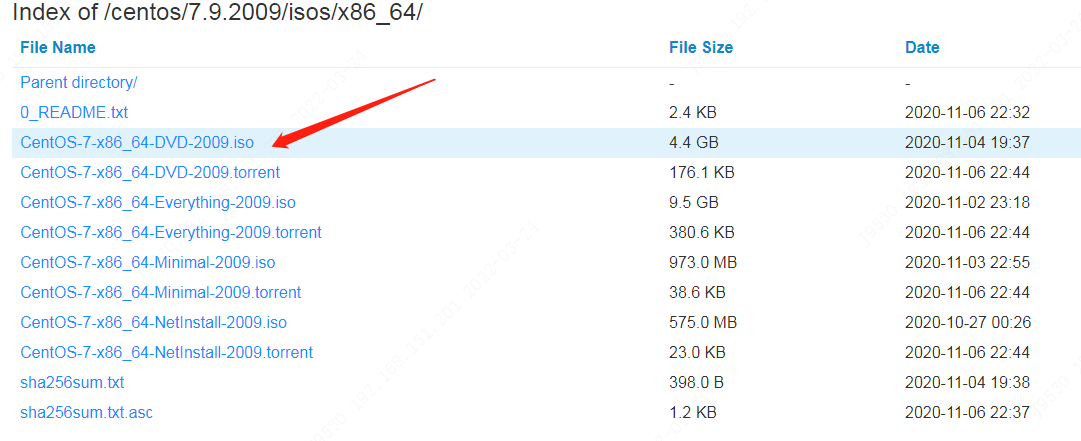 Index of /centos/7.9.2009/isos/x86_64/
File Name File Size Date
Parent directory/ - -
0_README.txt 2.4 KB 2020-11-06 22:32
CentOS-7-x86_64-DVD-2009.iso 4.4 GB 2020-11-04 19:37
CentOS-7-x86_64-DVD-2009.torrent 176.1 KB 2020-11-06 22:44
CentOS-7-x86_64-Everything-2009.iso 9.5 GB 2020-11-02 23:18
CentOS-7-x86_64-Everything-2009.torrent 380.6 KB 2020-11-06 22:44
CentOS-7-x86_64-Minimal-2009.iso 973.0 MB 2020-11-03 22:55
CentOS-7-x86_64-Minimal-2009.torrent 38.6 KB 2020-11-06 22:44
CentOS-7-x86_64-NetInstall-2009.iso 575.0 MB 2020-10-27 00:26
CentOS-7-x86_64-NetInstall-2009.torrent 23.0 KB 2020-11-06 22:44
sha256sum.txt 398.0 B 2020-11-04 19:38
sha256sum.txt.asc 1.2 KB 2020-11-06 22:37